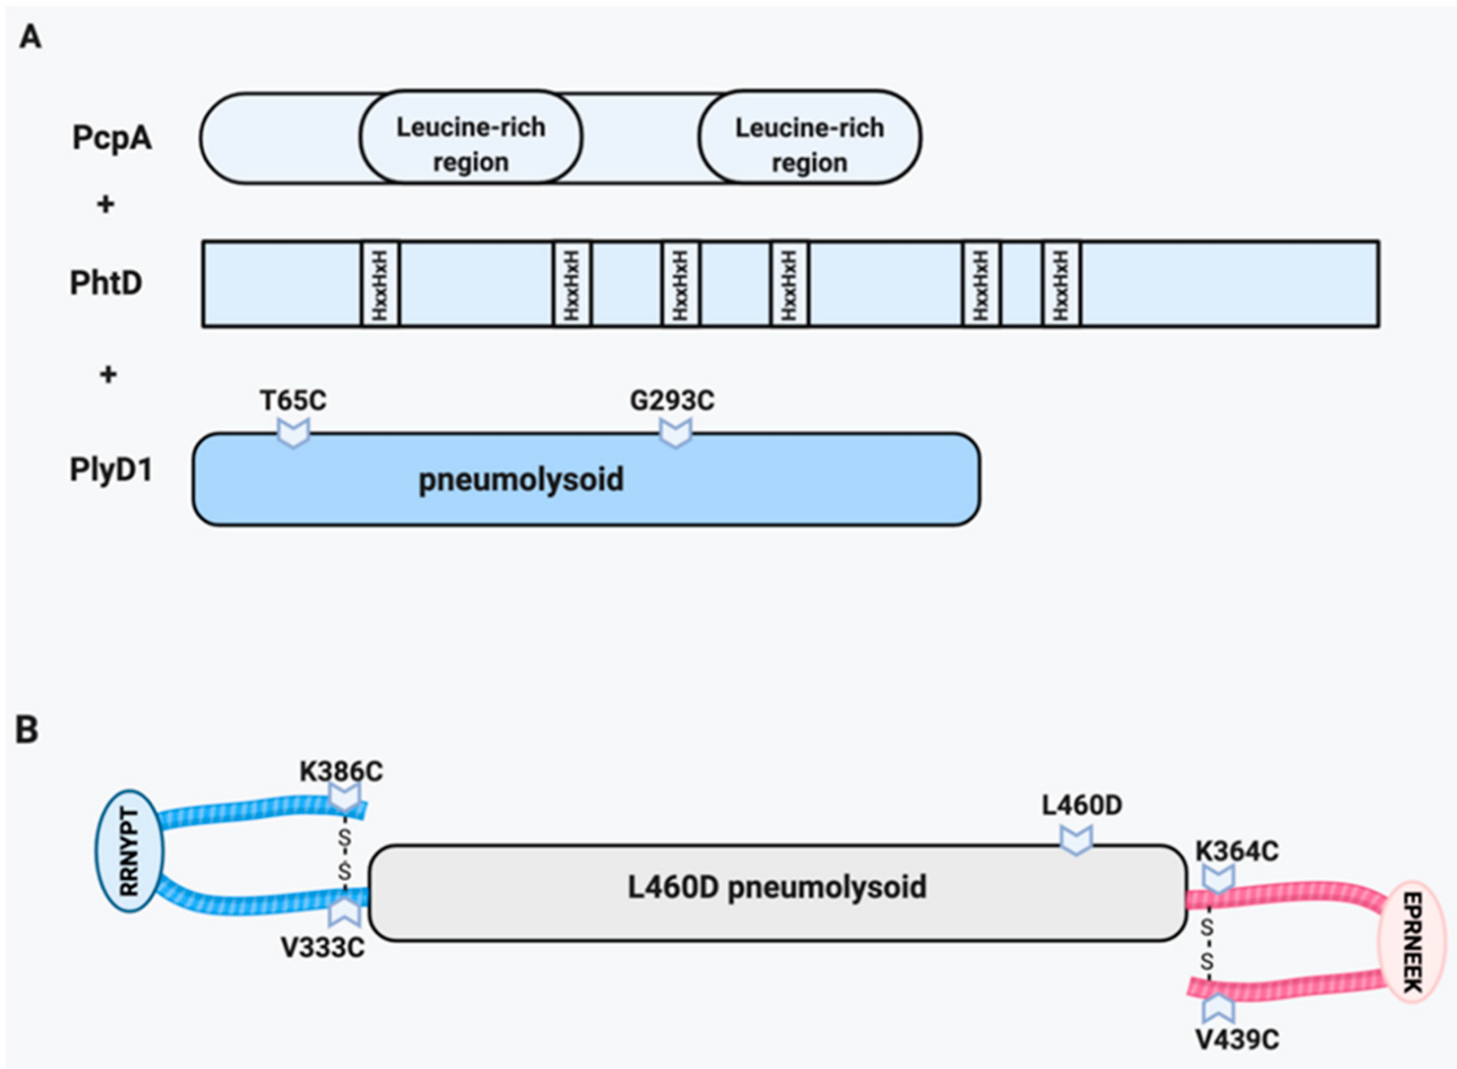 A
PcpA
Leucine-rich
region
Leucine-rich
region
+
PhtD
HxxHxH
HxxHxH
HxxHxH
HxxHxH
HxxHxH
HxxHxH
+
T65C
G293C
PlyD1
pneumolysoid
B
K386C
RRNYPT
S
S
V333C
L460D
L460D pneumolysoid
K364C
S
S
EPRNEEK
V439C